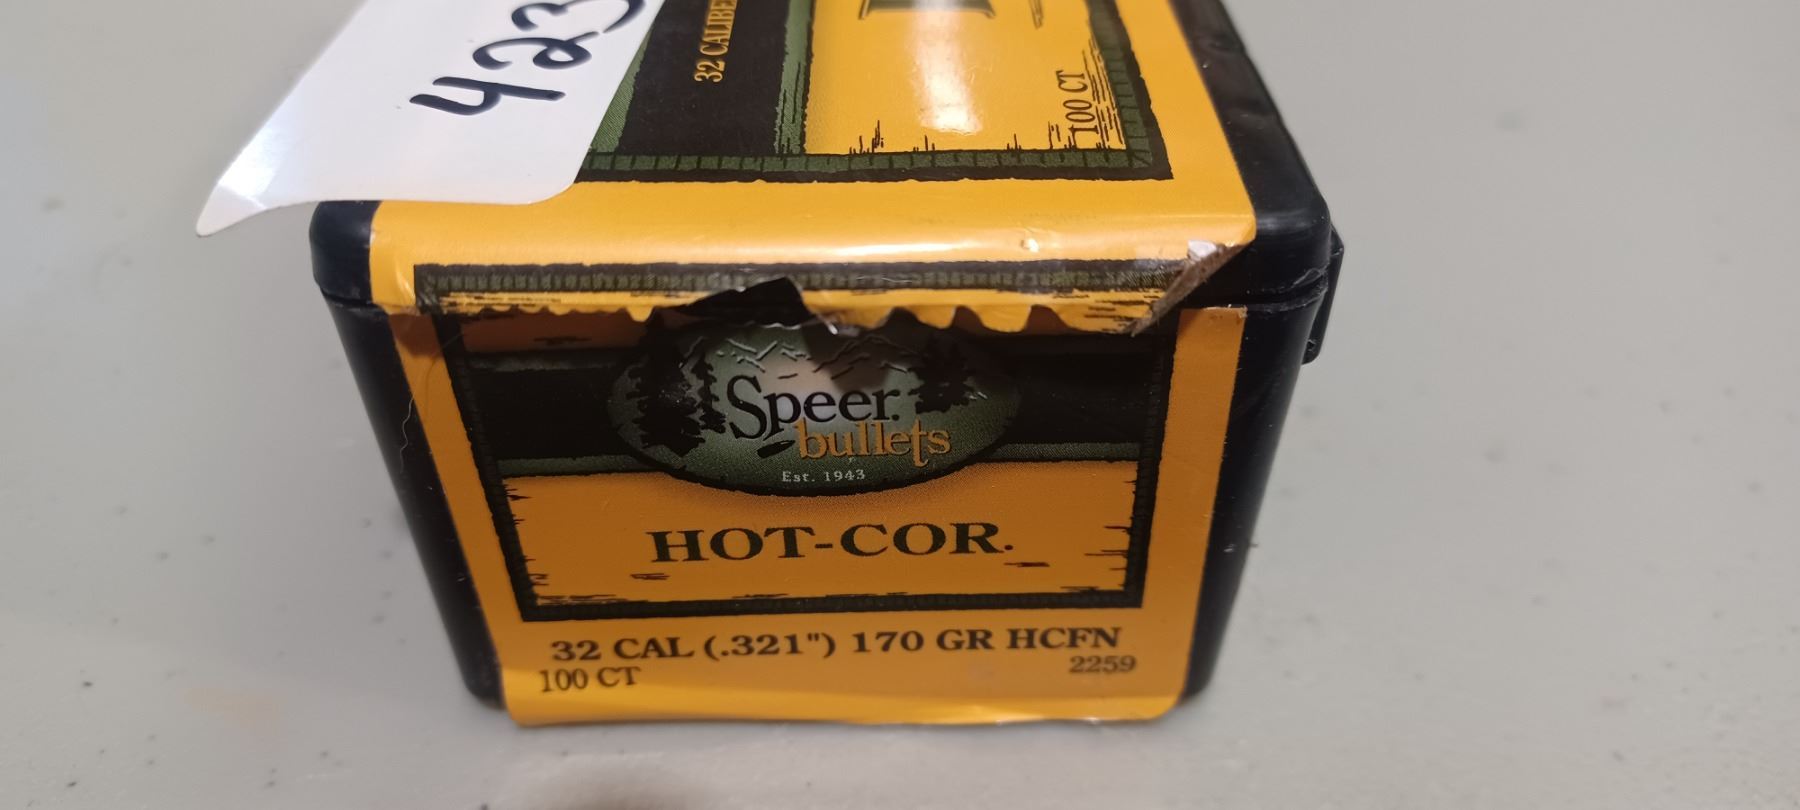 423
32 CALIBE
100 CT
Speer.
bullets
Est. 1943
HOT-COR.
32 CAL (.321") 170 GR HCFN
100 CT
2259